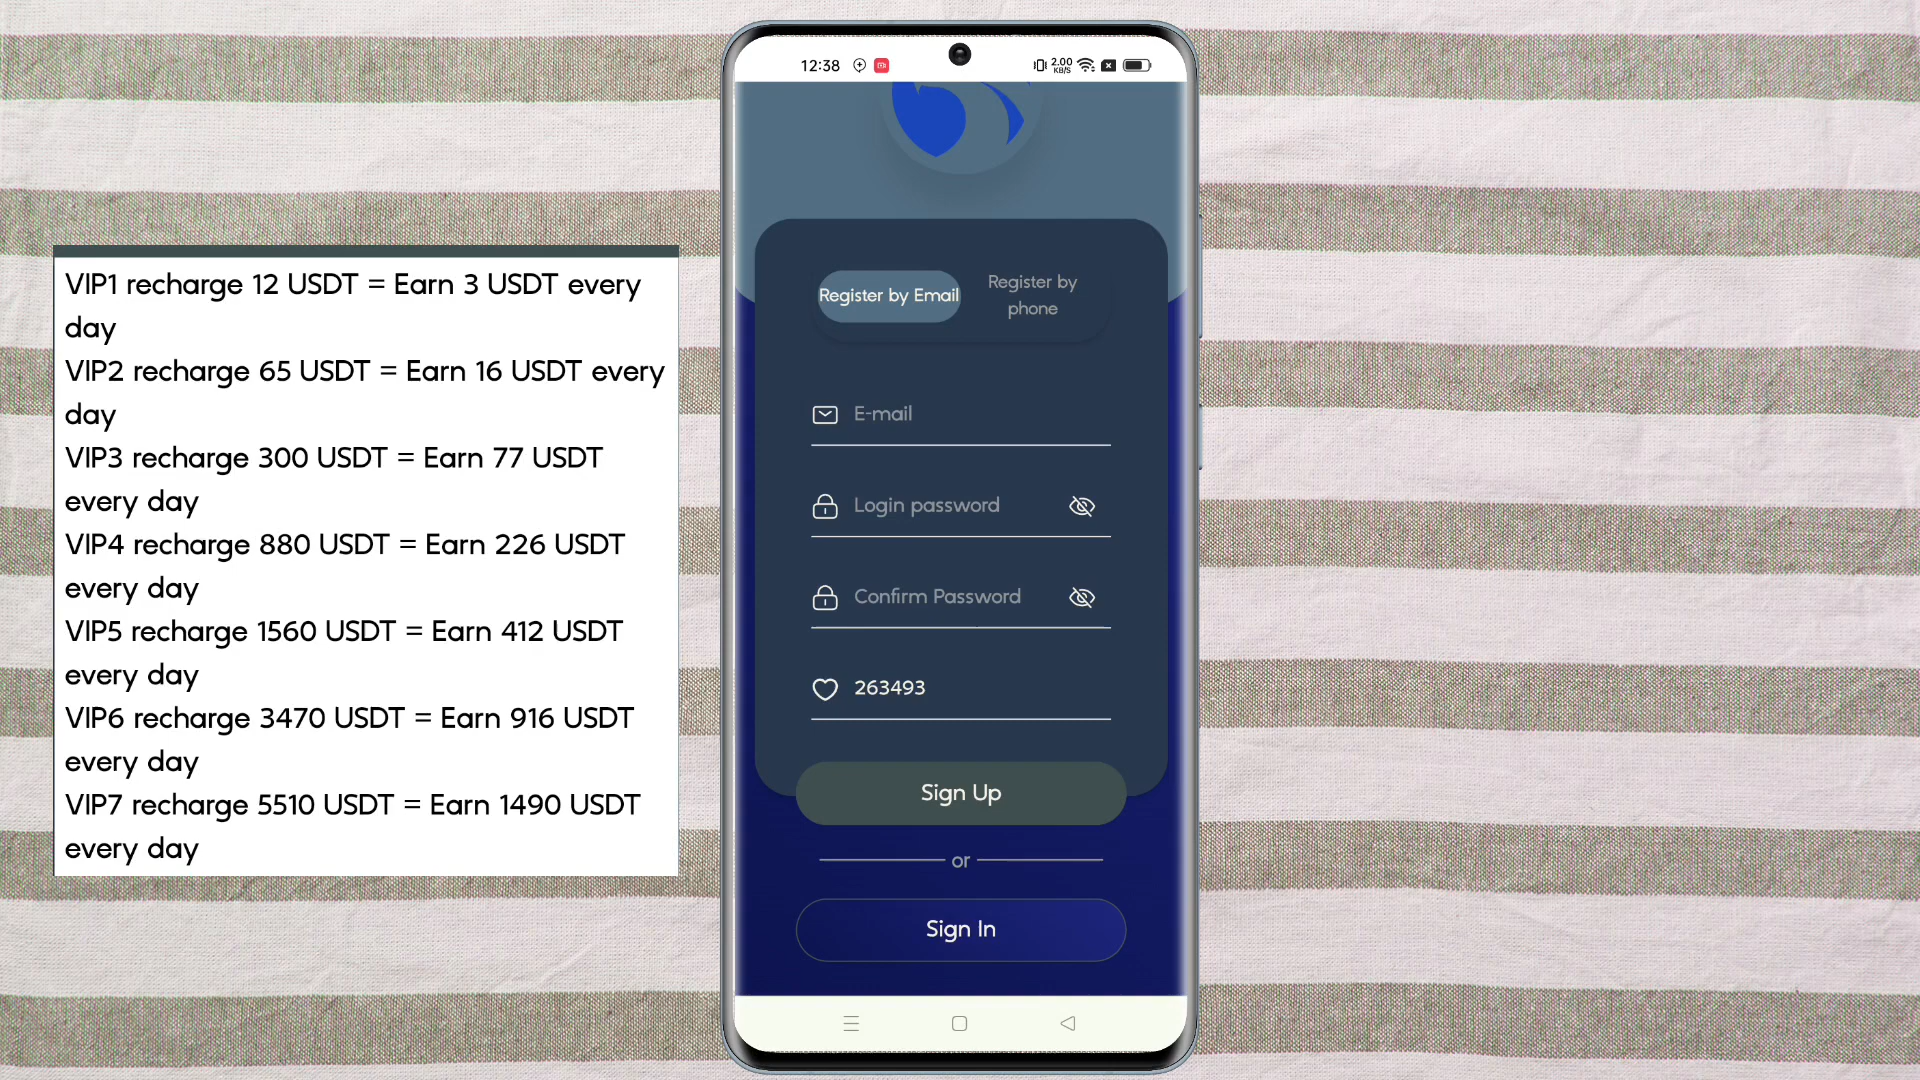 VIP1 recharge 12 USDT = Earn 3 USDT every
day
VIP2 recharge 65 USDT = Earn 16 USDT every
day
VIP3 recharge 300 USDT = Earn 77 USDT
every day
VIP4 recharge 880 USDT = Earn 226 USDT
every day
VIP5 recharge 1560 USDT = Earn 412 USDT
every day
VIP6 recharge 3470 USDT = Earn 916 USDT
every day
VIP7 recharge 5510 USDT = Earn 1490 USDT
every day
12:38
2.00
KB/S
Register by Email
Register by
phone
E-mail
Login password
Confirm Password
263493
Sign Up
or
Sign In